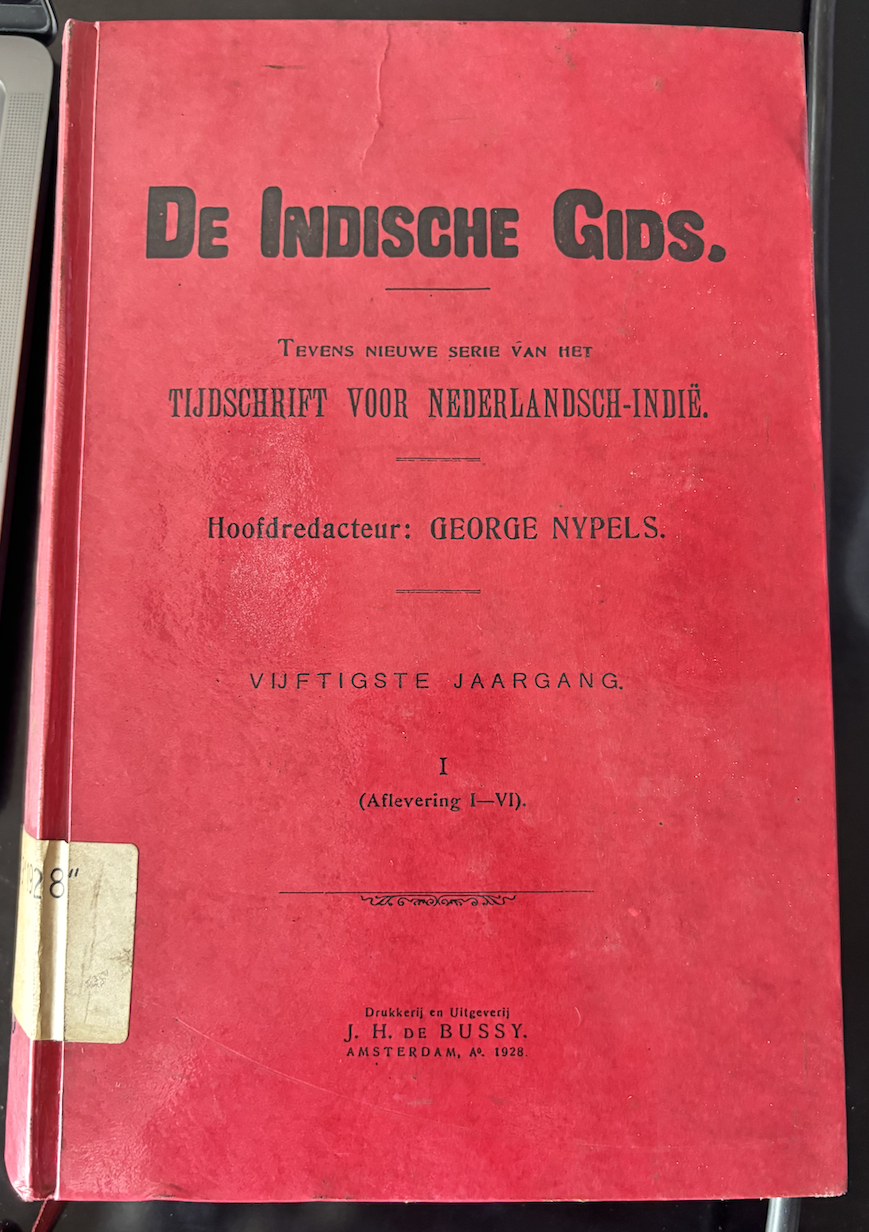 DE INDISCHE GIDS.
TEVENS NIEUWE SERIE VAN HET
TIJDSCHRIFT VOOR NEDERLANDSCH-INDIË.
Hoofdredacteur: GEORGE NYPELS.
VIJFTIGSTE JAARGANG.
I
(Aflevering I—VI).
28"
Drukkerij en Uitgeverij
J. H. DE BUSSY.
AMSTERDAM, Aº. 1928.